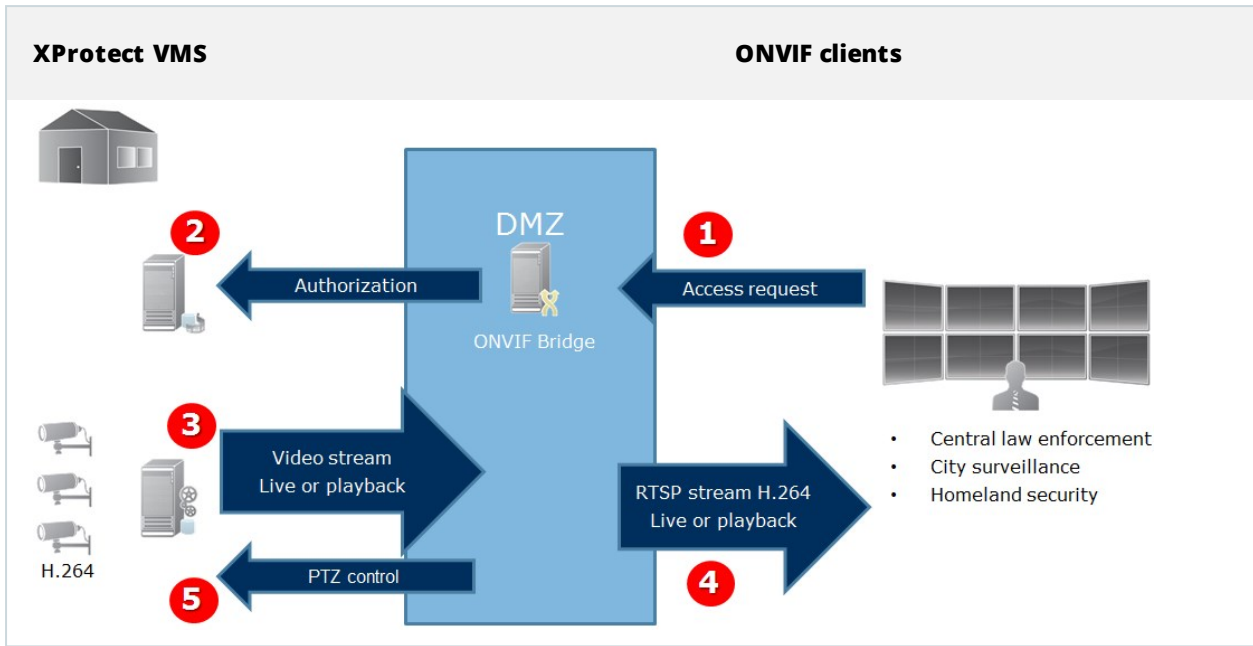 XProtect VMS
ONVIF clients
2
DMZ
1
Authorization
Access request
ONVIF Bridge
3
Video stream
Live or playback
RTSP stream H.264
Live or playback
• Central law enforcement
• City surveillance
• Homeland security
H.264
PTZ control
5
4